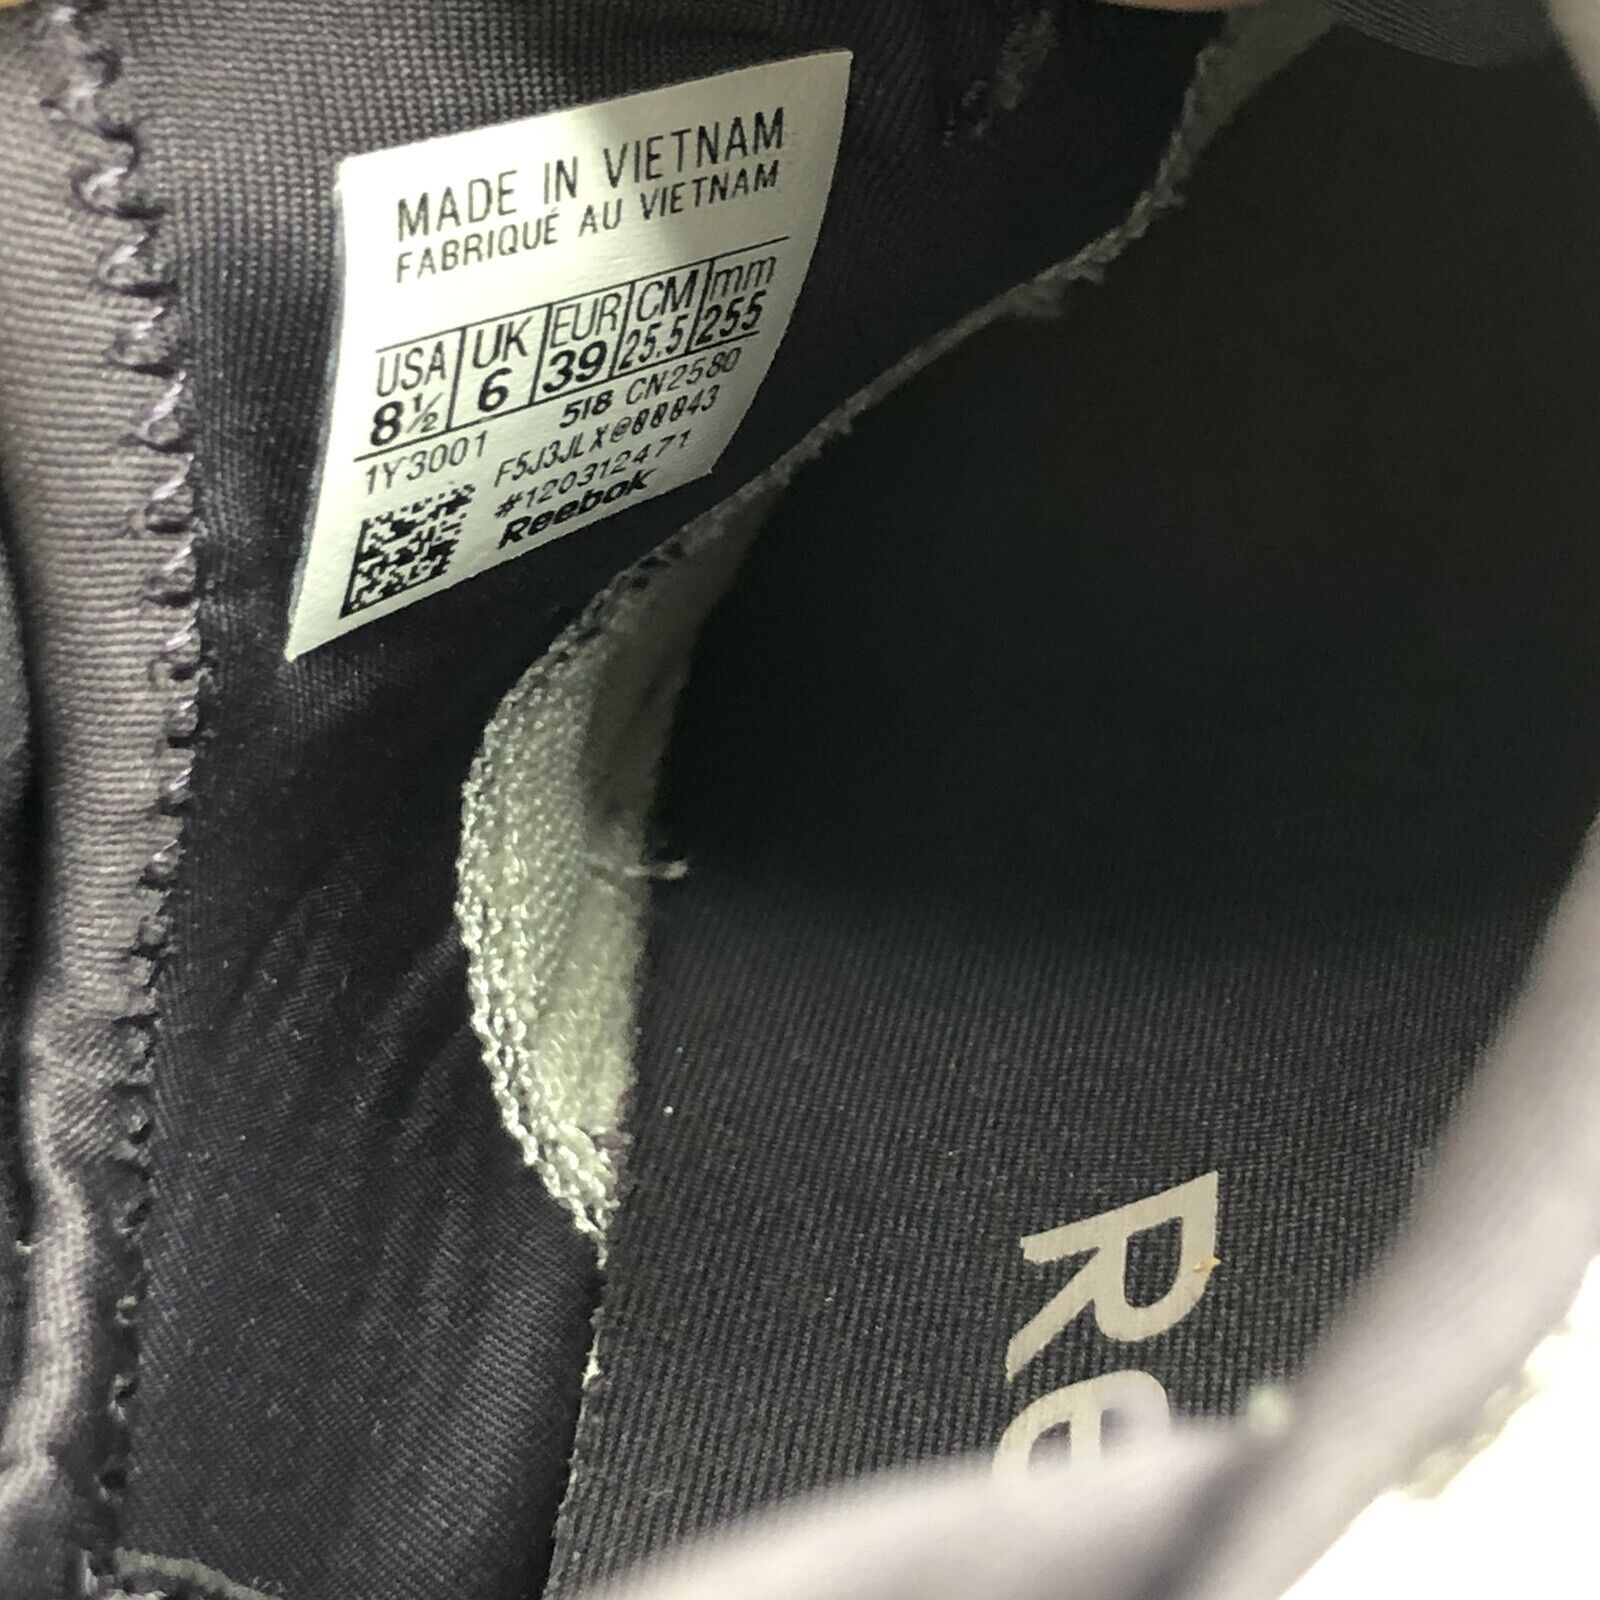 MADE IN VIETNAM
FABRIQUÉ AU VIETNAM
USA UK EUR CM mm
8½ 6 39 25.5 255
1Y3001 518 CN2580
F5J3JLX@00043
#120312471
Reebok
Re